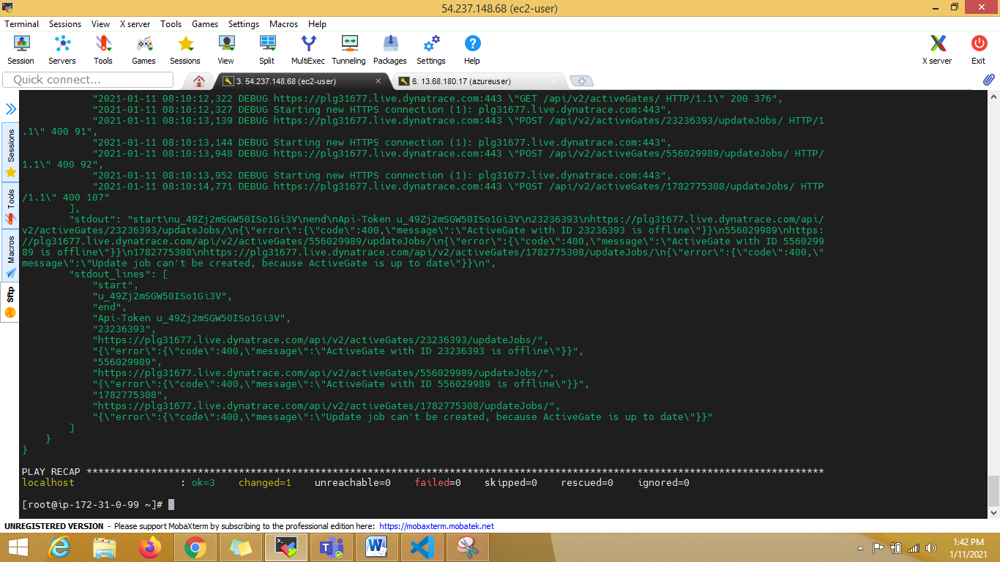 54.237.148.68 (ec2-user)
Terminal Sessions View X server Tools Games Settings Macros Help
Session Servers Tools Games Sessions View Split MultiExec Tunneling Packages Settings Help X server Exit
Quick connect...
3. 54.237.148.68 (ec2-user)
6. 13.68.180.17 (azureuser)
Sessions
Tools
Macros
Sftp
"2021-01-11 08:10:12,322 DEBUG https://plg31677.live.dynatrace.com:443 \"GET /api/v2/activeGates/ HTTP/1.1\" 200 376",
"2021-01-11 08:10:12,327 DEBUG Starting new HTTPS connection (1): plg31677.live.dynatrace.com:443",
"2021-01-11 08:10:13,139 DEBUG https://plg31677.live.dynatrace.com:443 \"POST /api/v2/activeGates/23236393/updateJobs/ HTTP/1
.1\" 400 91",
"2021-01-11 08:10:13,144 DEBUG Starting new HTTPS connection (1): plg31677.live.dynatrace.com:443",
"2021-01-11 08:10:13,948 DEBUG https://plg31677.live.dynatrace.com:443 \"POST /api/v2/activeGates/556029989/updateJobs/ HTTP/
1.1\" 400 92",
"2021-01-11 08:10:13,952 DEBUG Starting new HTTPS connection (1): plg31677.live.dynatrace.com:443",
"2021-01-11 08:10:14,771 DEBUG https://plg31677.live.dynatrace.com:443 \"POST /api/v2/activeGates/1782775308/updateJobs/ HTTP
/1.1\" 400 107"
],
"stdout": "start\nu_49Zj2mSGW50ISo1Gi3V\nend\nApi-Token u_49Zj2mSGW50ISo1Gi3V\n23236393\nhttps://plg31677.live.dynatrace.com/api/
v2/activeGates/23236393/updateJobs/\n{\"error\":{\"code\":400,\"message\":\"ActiveGate with ID 23236393 is offline\"}}\n556029989\nhttps:
//plg31677.live.dynatrace.com/api/v2/activeGates/556029989/updateJobs/\n{\"error\":{\"code\":400,\"message\":\"ActiveGate with ID 5560299
89 is offline\"}}\n1782775308\nhttps://plg31677.live.dynatrace.com/api/v2/activeGates/1782775308/updateJobs/\n{\"error\":{\"code\":400,\"
message\":\"Update job can't be created, because ActiveGate is up to date\"}}\n",
"stdout_lines": [
"start",
"u_49Zj2mSGW50ISo1Gi3V",
"end",
"Api-Token u_49Zj2mSGW50ISo1Gi3V",
"23236393",
"https://plg31677.live.dynatrace.com/api/v2/activeGates/23236393/updateJobs/",
"{\"error\":{\"code\":400,\"message\":\"ActiveGate with ID 23236393 is offline\"}}",
"556029989",
"https://plg31677.live.dynatrace.com/api/v2/activeGates/556029989/updateJobs/",
"{\"error\":{\"code\":400,\"message\":\"ActiveGate with ID 556029989 is offline\"}}",
"1782775308",
"https://plg31677.live.dynatrace.com/api/v2/activeGates/1782775308/updateJobs/",
"{\"error\":{\"code\":400,\"message\":\"Update job can't be created, because ActiveGate is up to date\"}}"
]
}
}
PLAY RECAP ******************************************************************************************************************************
localhost : ok=3 changed=1 unreachable=0 failed=0 skipped=0 rescued=0 ignored=0
[root@ip-172-31-0-99 ~]#
UNREGISTERED VERSION - Please support MobaXterm by subscribing to the professional edition here: https://mobaxterm.mobatek.net
1:42 PM
1/11/2021